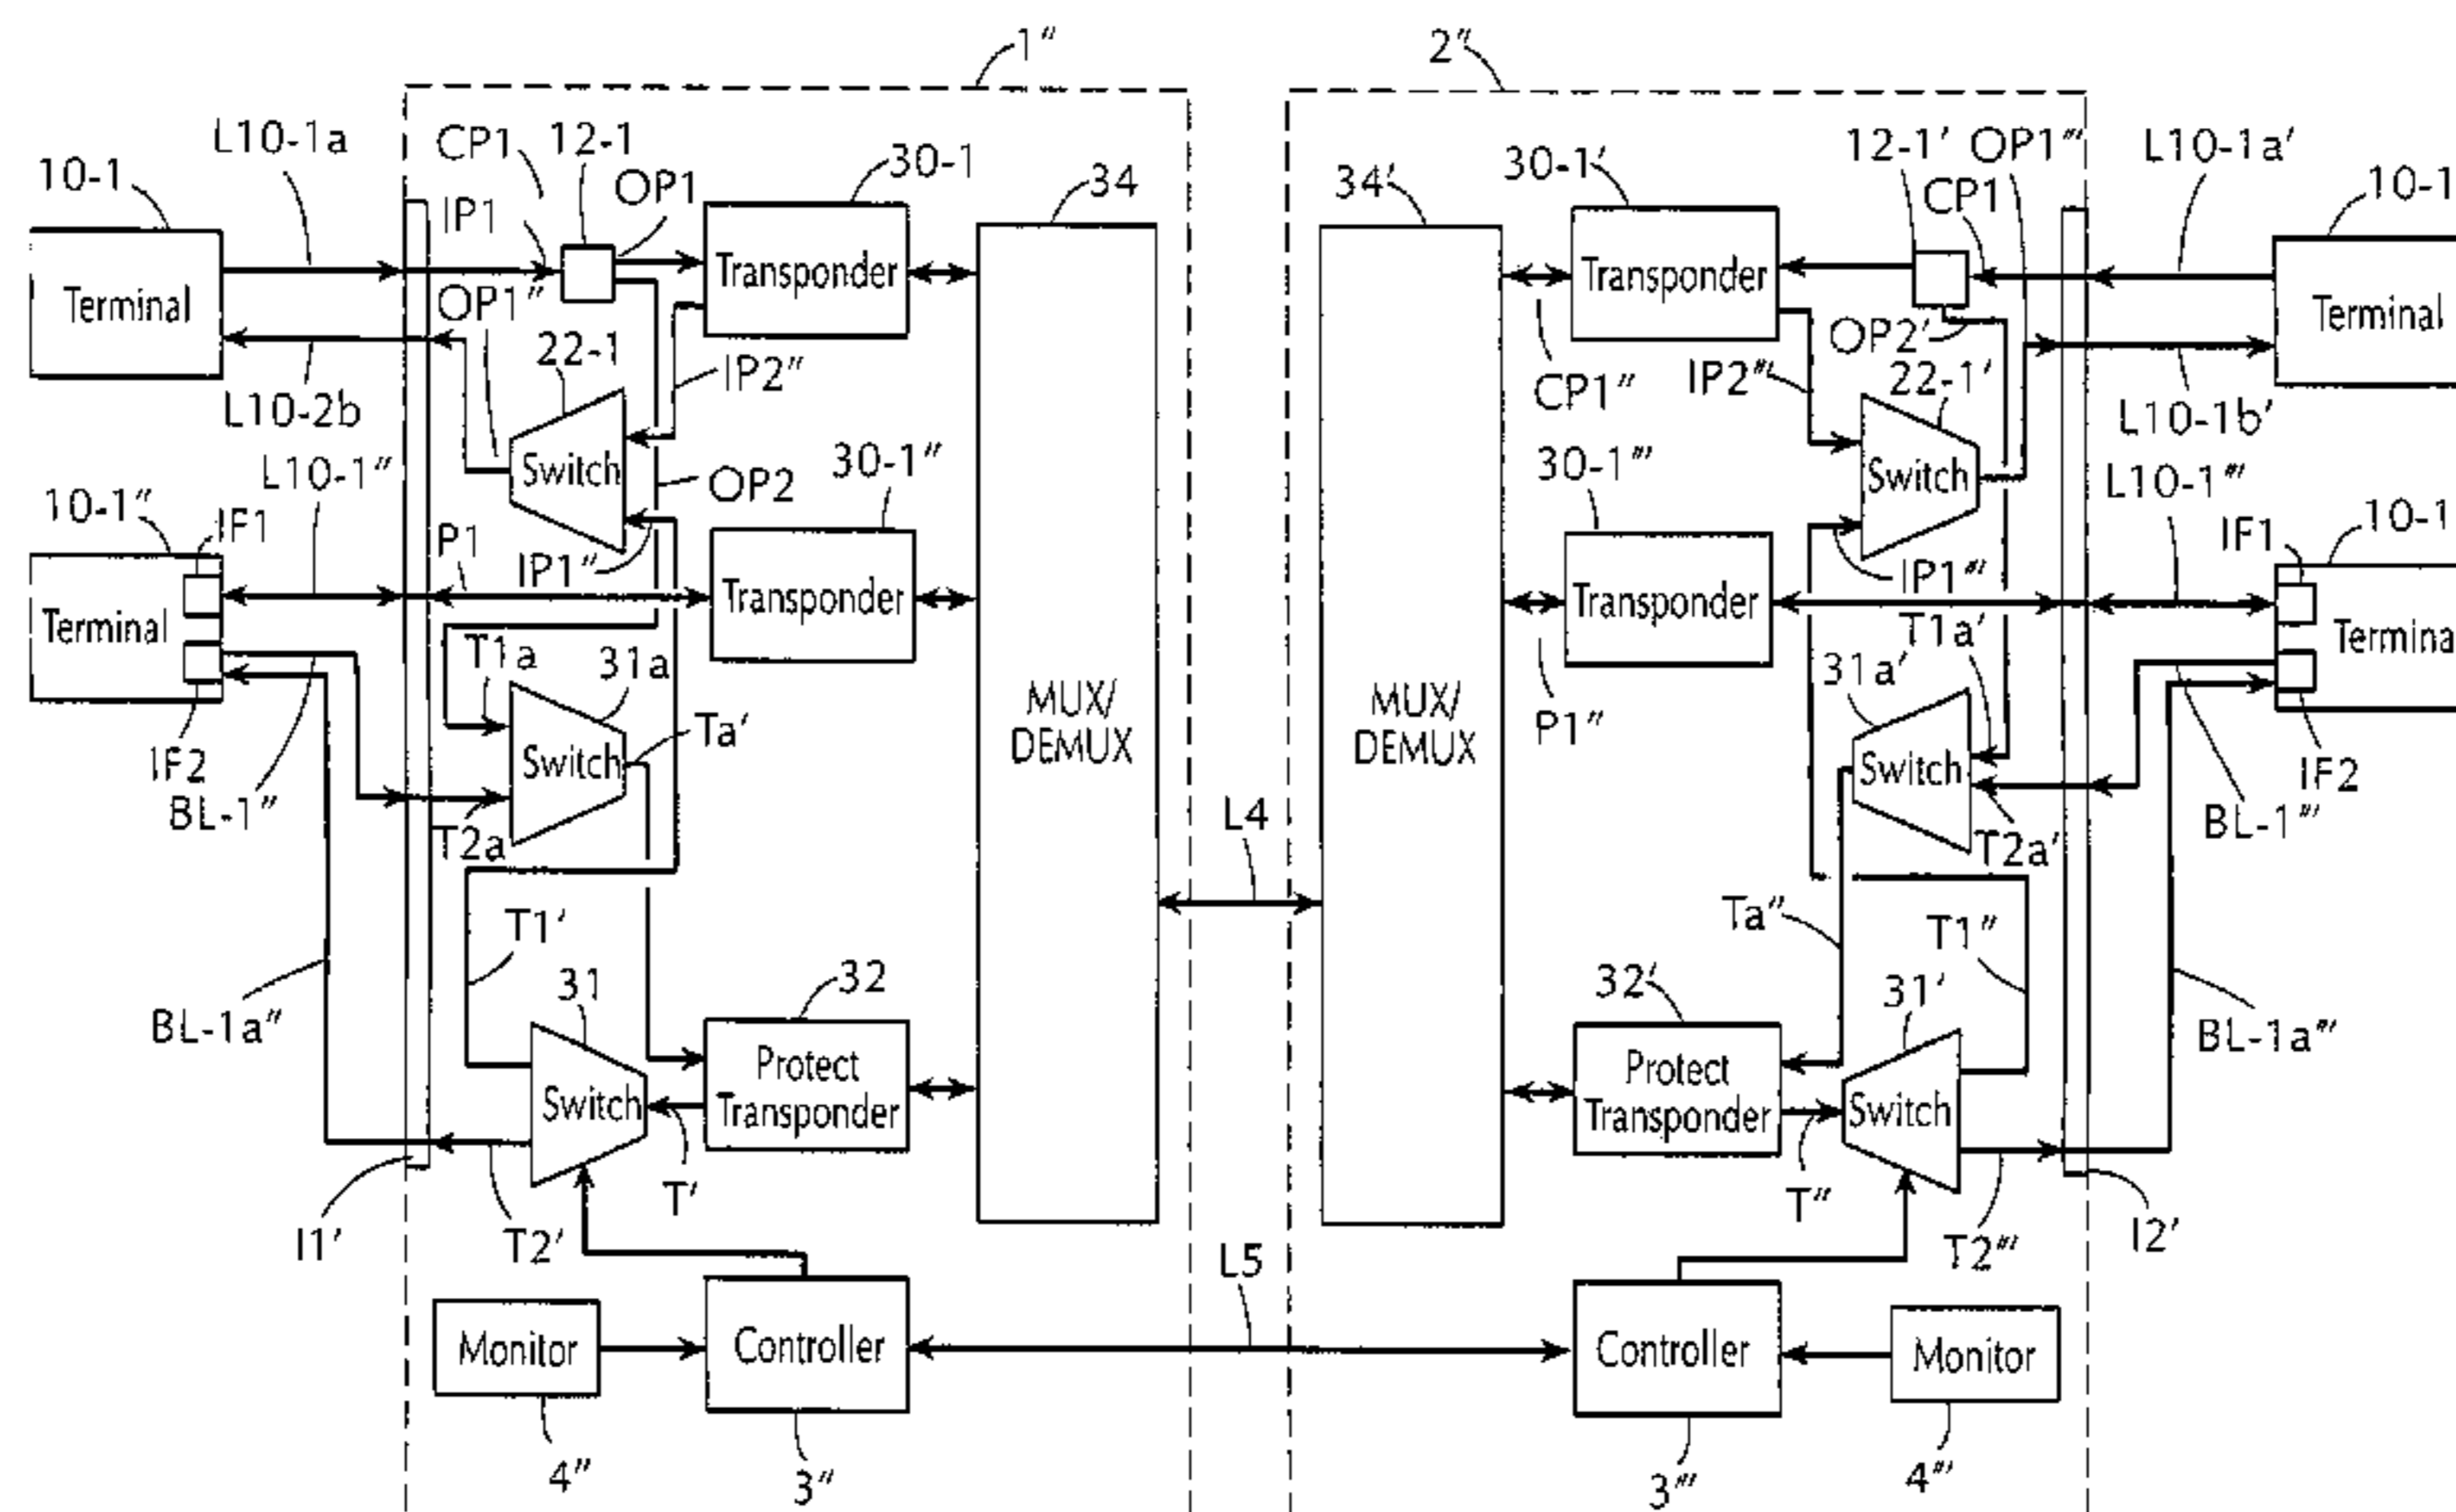 1″
2″
L10-1a
CP1
12-1
OP1
30-1
34
34′
30-1′
12-1′
OP1‴
L10-1a′
10-1
IP1
CP1
10-1
Terminal
Transponder
Transponder
Terminal
OP1″
22-1
IP2″
OP2′
22-1′
L10-2b
CP1″
IP2‴
L10-1b′
L10-1″
Switch
OP2
30-1″
30-1‴
Switch
L10-1‴
10-1″
IF1
P1
IP1″
IP1‴
IF1
10-1
Terminal
Transponder
Transponder
Termina
T1a
31a
T1a′
31a′
MUX/
DEMUX
MUX/
DEMUX
P1″
Ta′
Switch
Switch
IF2
IF2
BL-1″
T2a
L4
T2a′
BL-1‴
T1′
Ta″
T1″
31
32
32′
31′
BL-1a″
BL-1a‴
Switch
Protect
Transponder
Protect
Transponder
Switch
T′
T″
I1′
T2′
L5
T2‴
I2′
Monitor
Controller
Controller
Monitor
4″
3″
3‴
4‴